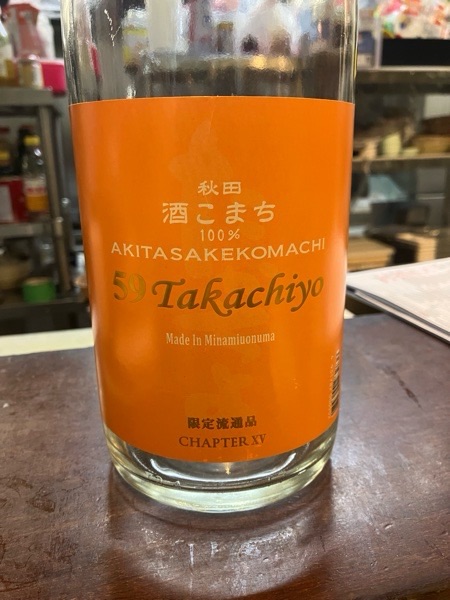 秋田
酒こまち
100%
AKITASAKEKOMACHI
59 Takachiyo
Made In Minamiuonuma
限定流通品
CHAPTER XV